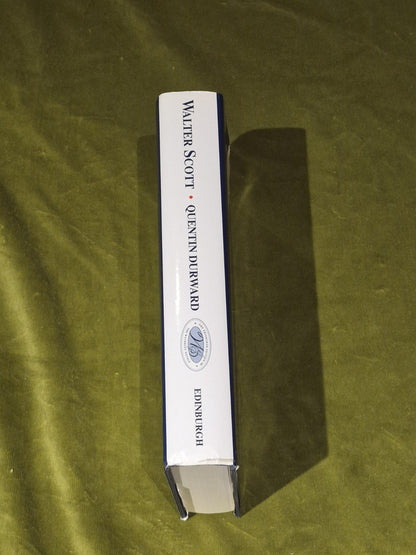 WALTER SCOTT • QUENTIN DURWARD
EDINBURGH